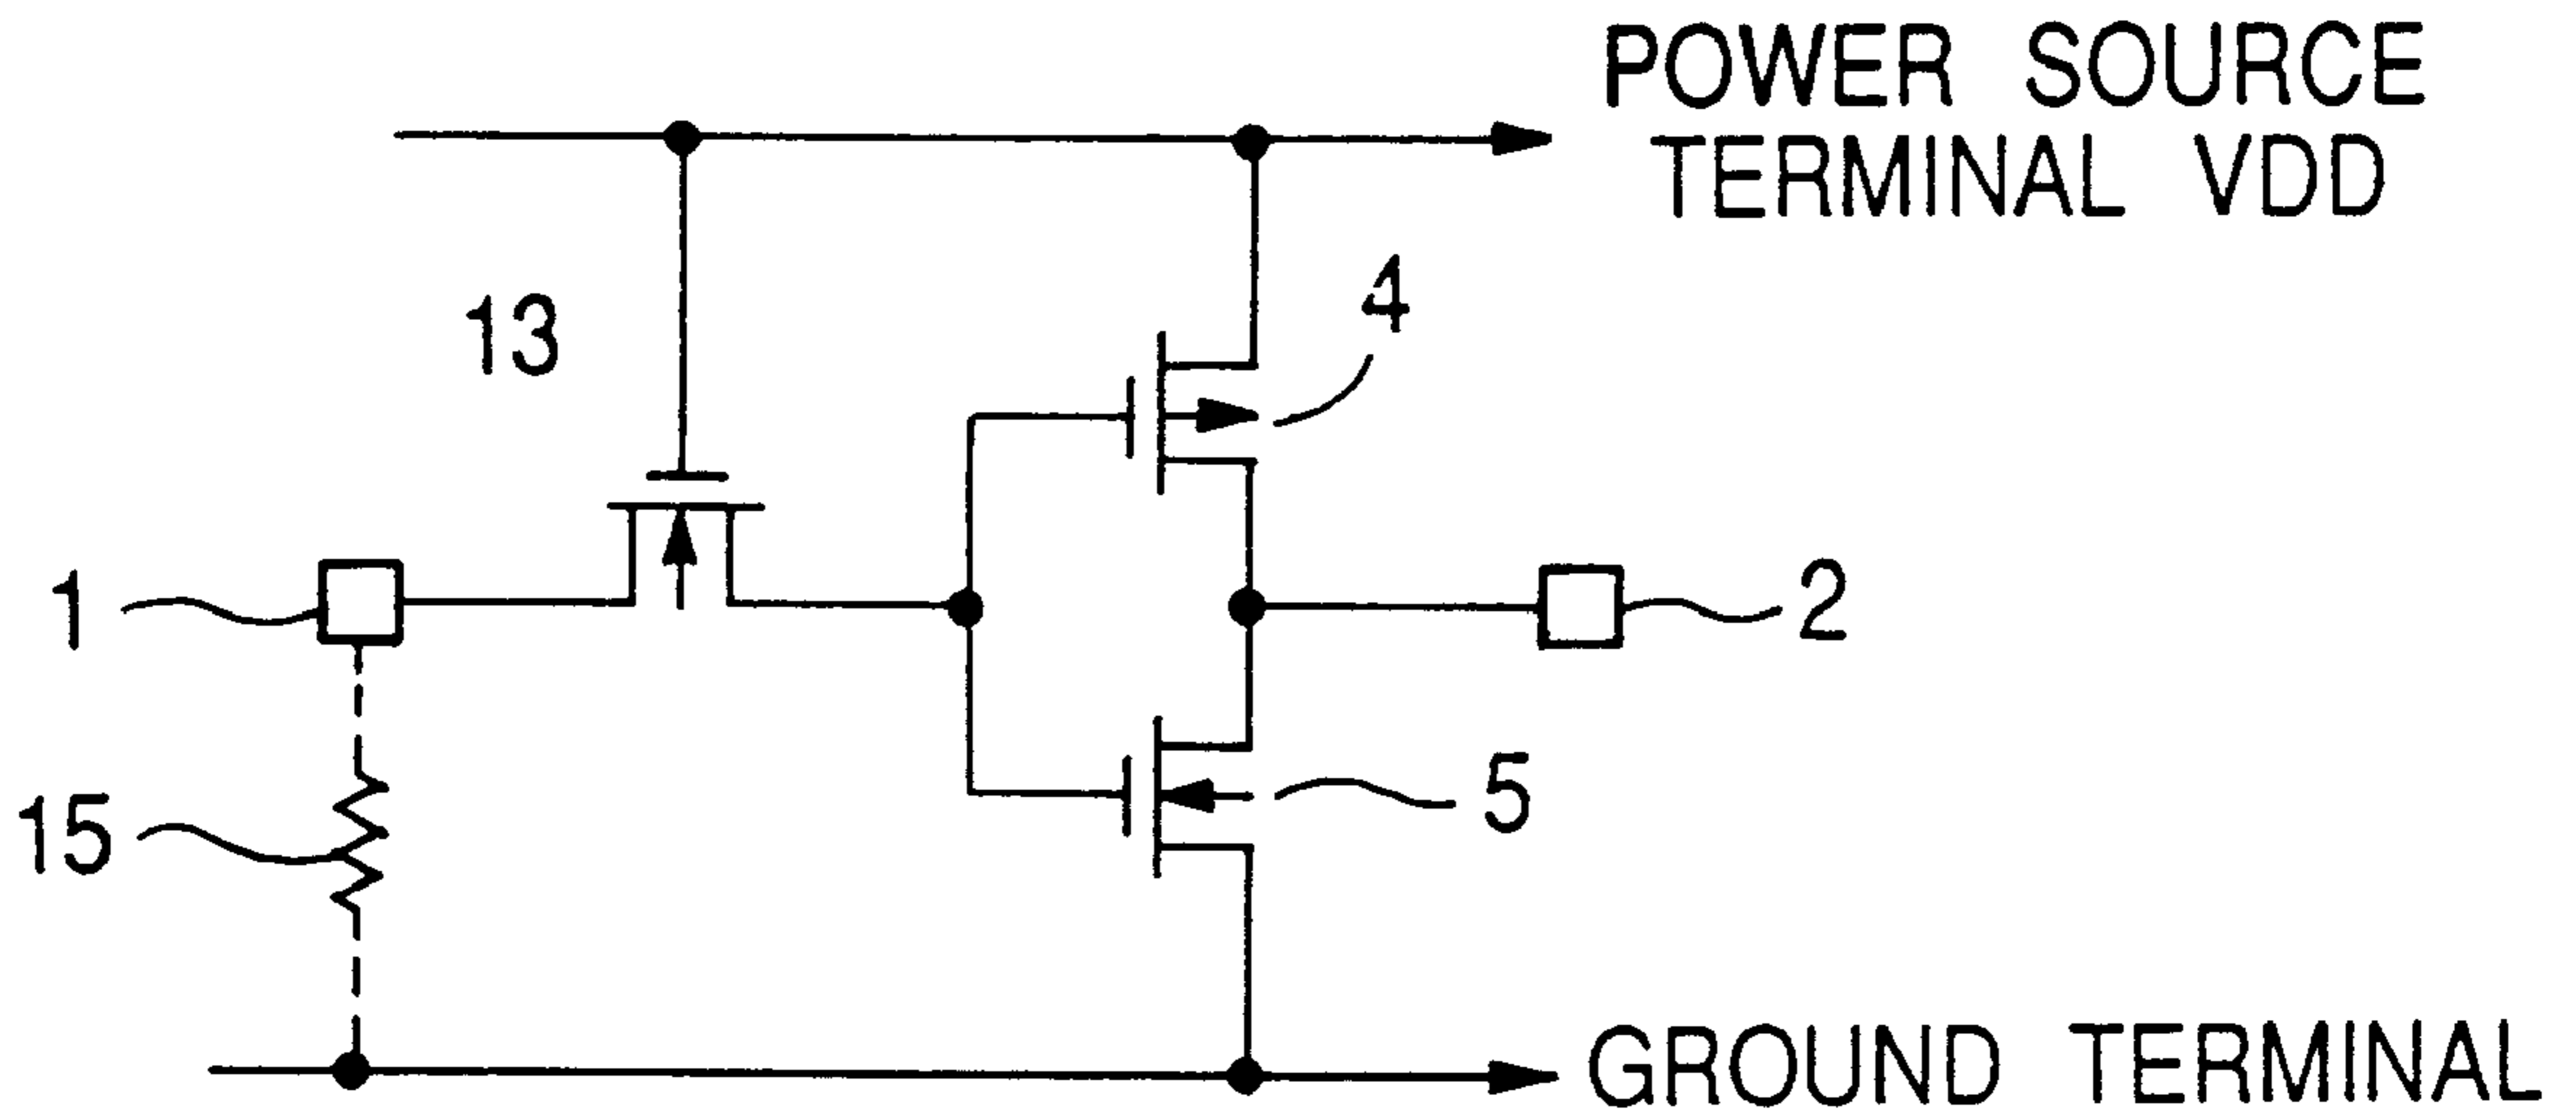 POWER SOURCE
TERMINAL VDD
4
13
1
2
5
15
GROUND TERMINAL